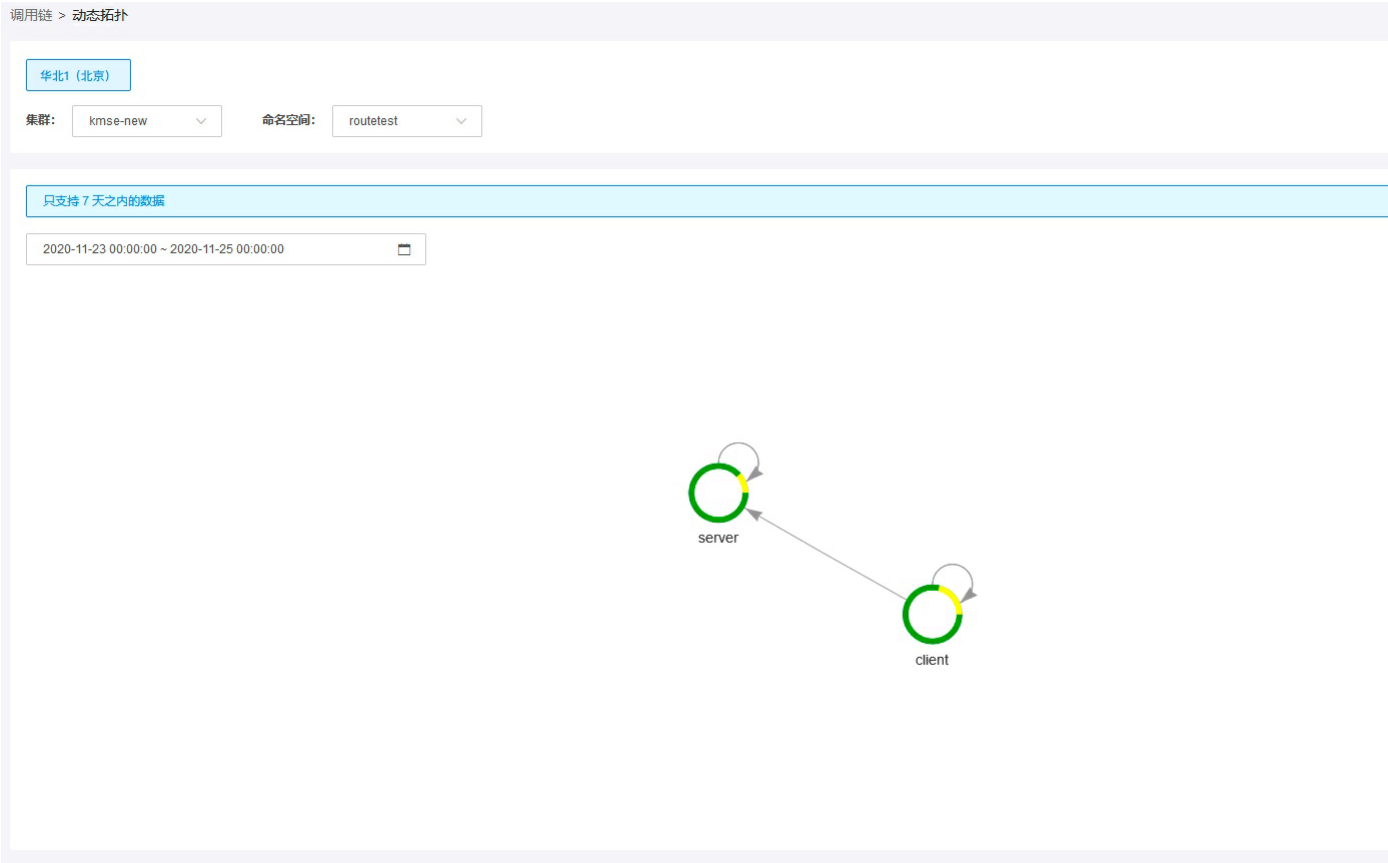 调用链 > 动态拓扑
华北1（北京）
集群： kmse-new 命名空间： routetest
只支持 7 天之内的数据
2020-11-23 00:00:00 ~ 2020-11-25 00:00:00
server
client